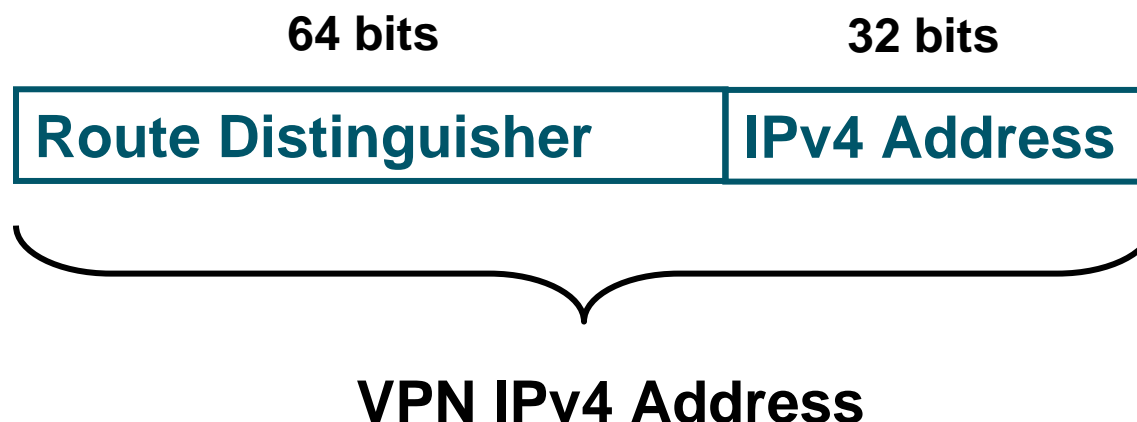 64 bits 32 bits
Route Distinguisher IPv4 Address
VPN IPv4 Address